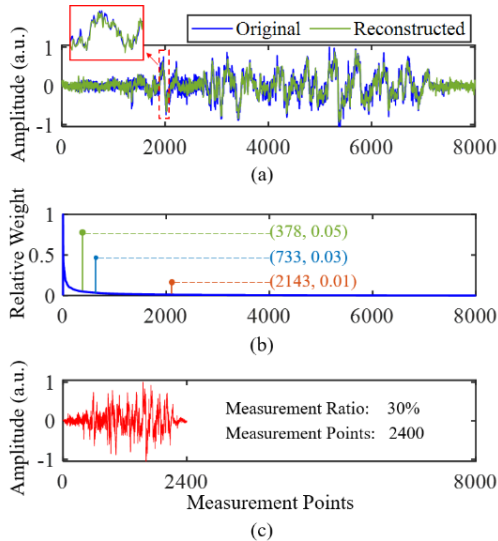 Original Reconstructed
Amplitude (a.u.)
1
0
-1
0 2000 4000 6000 8000
(a)
Relative Weight
1
0.5
0
(378, 0.05)
(733, 0.03)
(2143, 0.01)
0 2000 4000 6000 8000
(b)
Amplitude (a.u.)
1
0
-1
Measurement Ratio: 30%
Measurement Points: 2400
0 2400 8000
Measurement Points
(c)